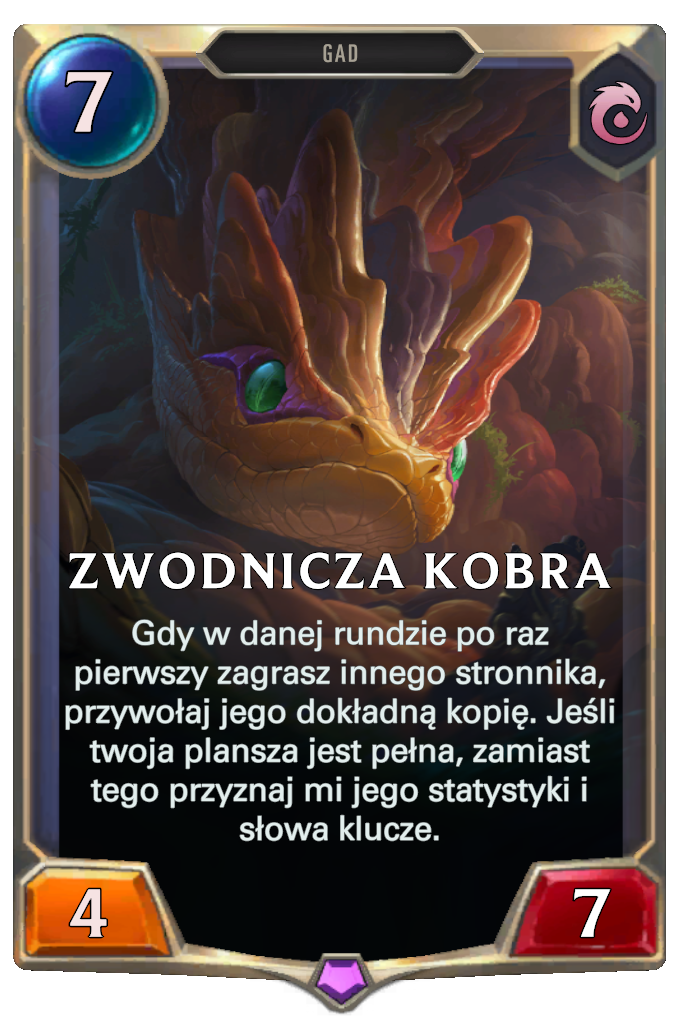 7
GAD
ZWODNICZA KOBRA
Gdy w danej rundzie po raz
pierwszy zagrasz innego stronnika,
przywołaj jego dokładną kopię. Jeśli
twoja plansza jest pełna, zamiast
tego przyznaj mi jego statystyki i
słowa klucze.
4
7